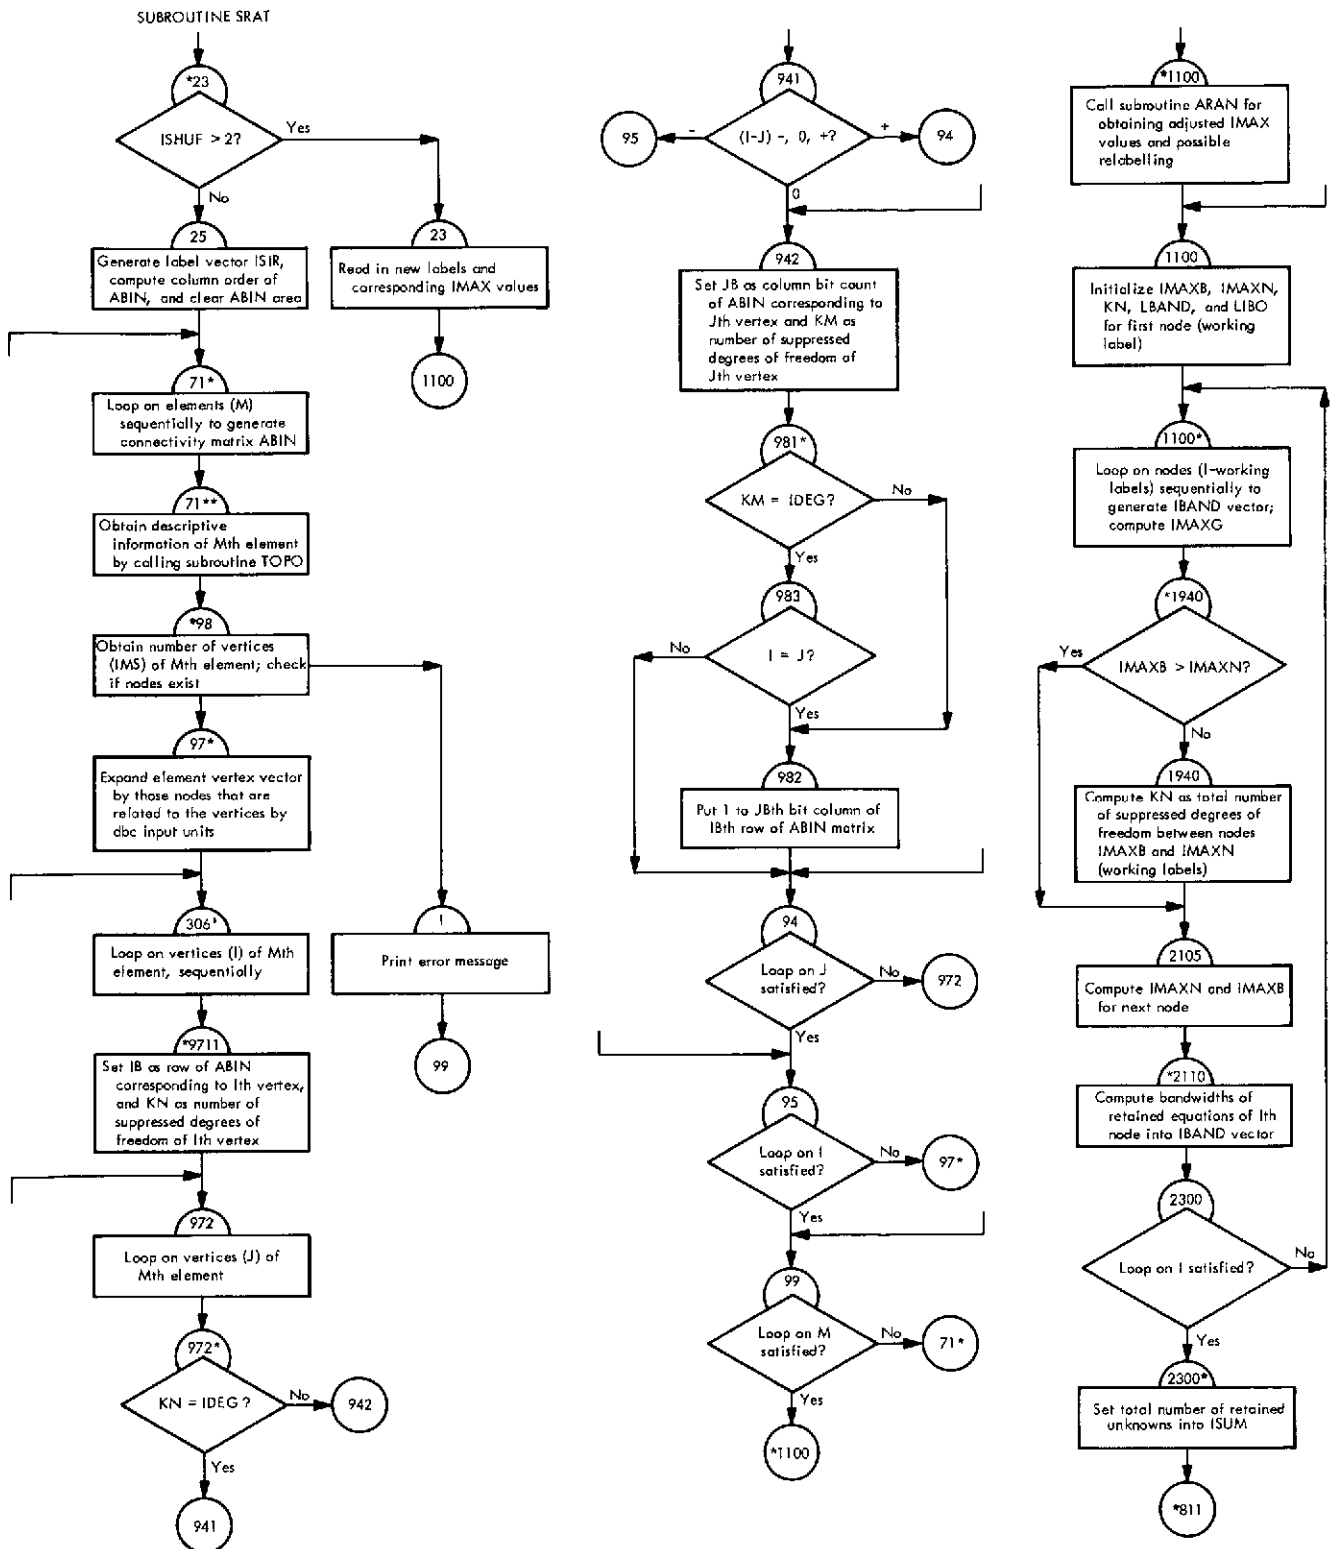 SUBROUTINE SRAT
*23
ISHUF > 2?
Yes
No
25
Generate label vector ISIR,
compute column order of
ABIN, and clear ABIN area
23
Read in new labels and
corresponding IMAX values
1100
71*
Loop on elements (M)
sequentially to generate
connectivity matrix ABIN
71**
Obtain descriptive
information of Mth element
by calling subroutine TOPO
*98
Obtain number of vertices
(IMS) of Mth element; check
if nodes exist
97*
Expand element vertex vector
by those nodes that are
related to the vertices by
dbc input units
306*
Loop on vertices (I) of Mth
element, sequentially
Print error message
99
*9711
Set IB as row of ABIN
corresponding to Ith vertex,
and KN as number of
suppressed degrees of
freedom of Ith vertex
972
Loop on vertices (J) of
Mth element
972*
KN = IDEG?
No
942
Yes
941
941
(I-J) -, 0, +?
-
95
+
94
0
942
Set JB as column bit count
of ABIN corresponding to
Jth vertex and KM as
number of suppressed
degrees of freedom of
Jth vertex
981*
KM = IDEG?
No
Yes
983
I = J?
No
Yes
982
Put 1 to JBth bit column of
IBth row of ABIN matrix
94
Loop on J
satisfied?
No
972
Yes
95
Loop on I
satisfied?
No
97*
Yes
99
Loop on M
satisfied?
No
71*
Yes
*1100
*1100
Call subroutine ARAN for
obtaining adjusted IMAX
values and possible
relabelling
1100
Initialize IMAXB, IMAXN,
KN, LBAND, and LIBO
for first node (working
label)
1100*
Loop on nodes (I-working
labels) sequentially to
generate IBAND vector;
compute IMAXG
*1940
IMAXB > IMAXN?
Yes
No
1940
Compute KN as total number
of suppressed degrees of
freedom between nodes
IMAXB and IMAXN
(working labels)
2105
Compute IMAXN and IMAXB
for next node
*2110
Compute bandwidths of
retained equations of Ith
node into IBAND vector
2300
Loop on I satisfied?
No
Yes
2300*
Set total number of retained
unknowns into ISUM
*811